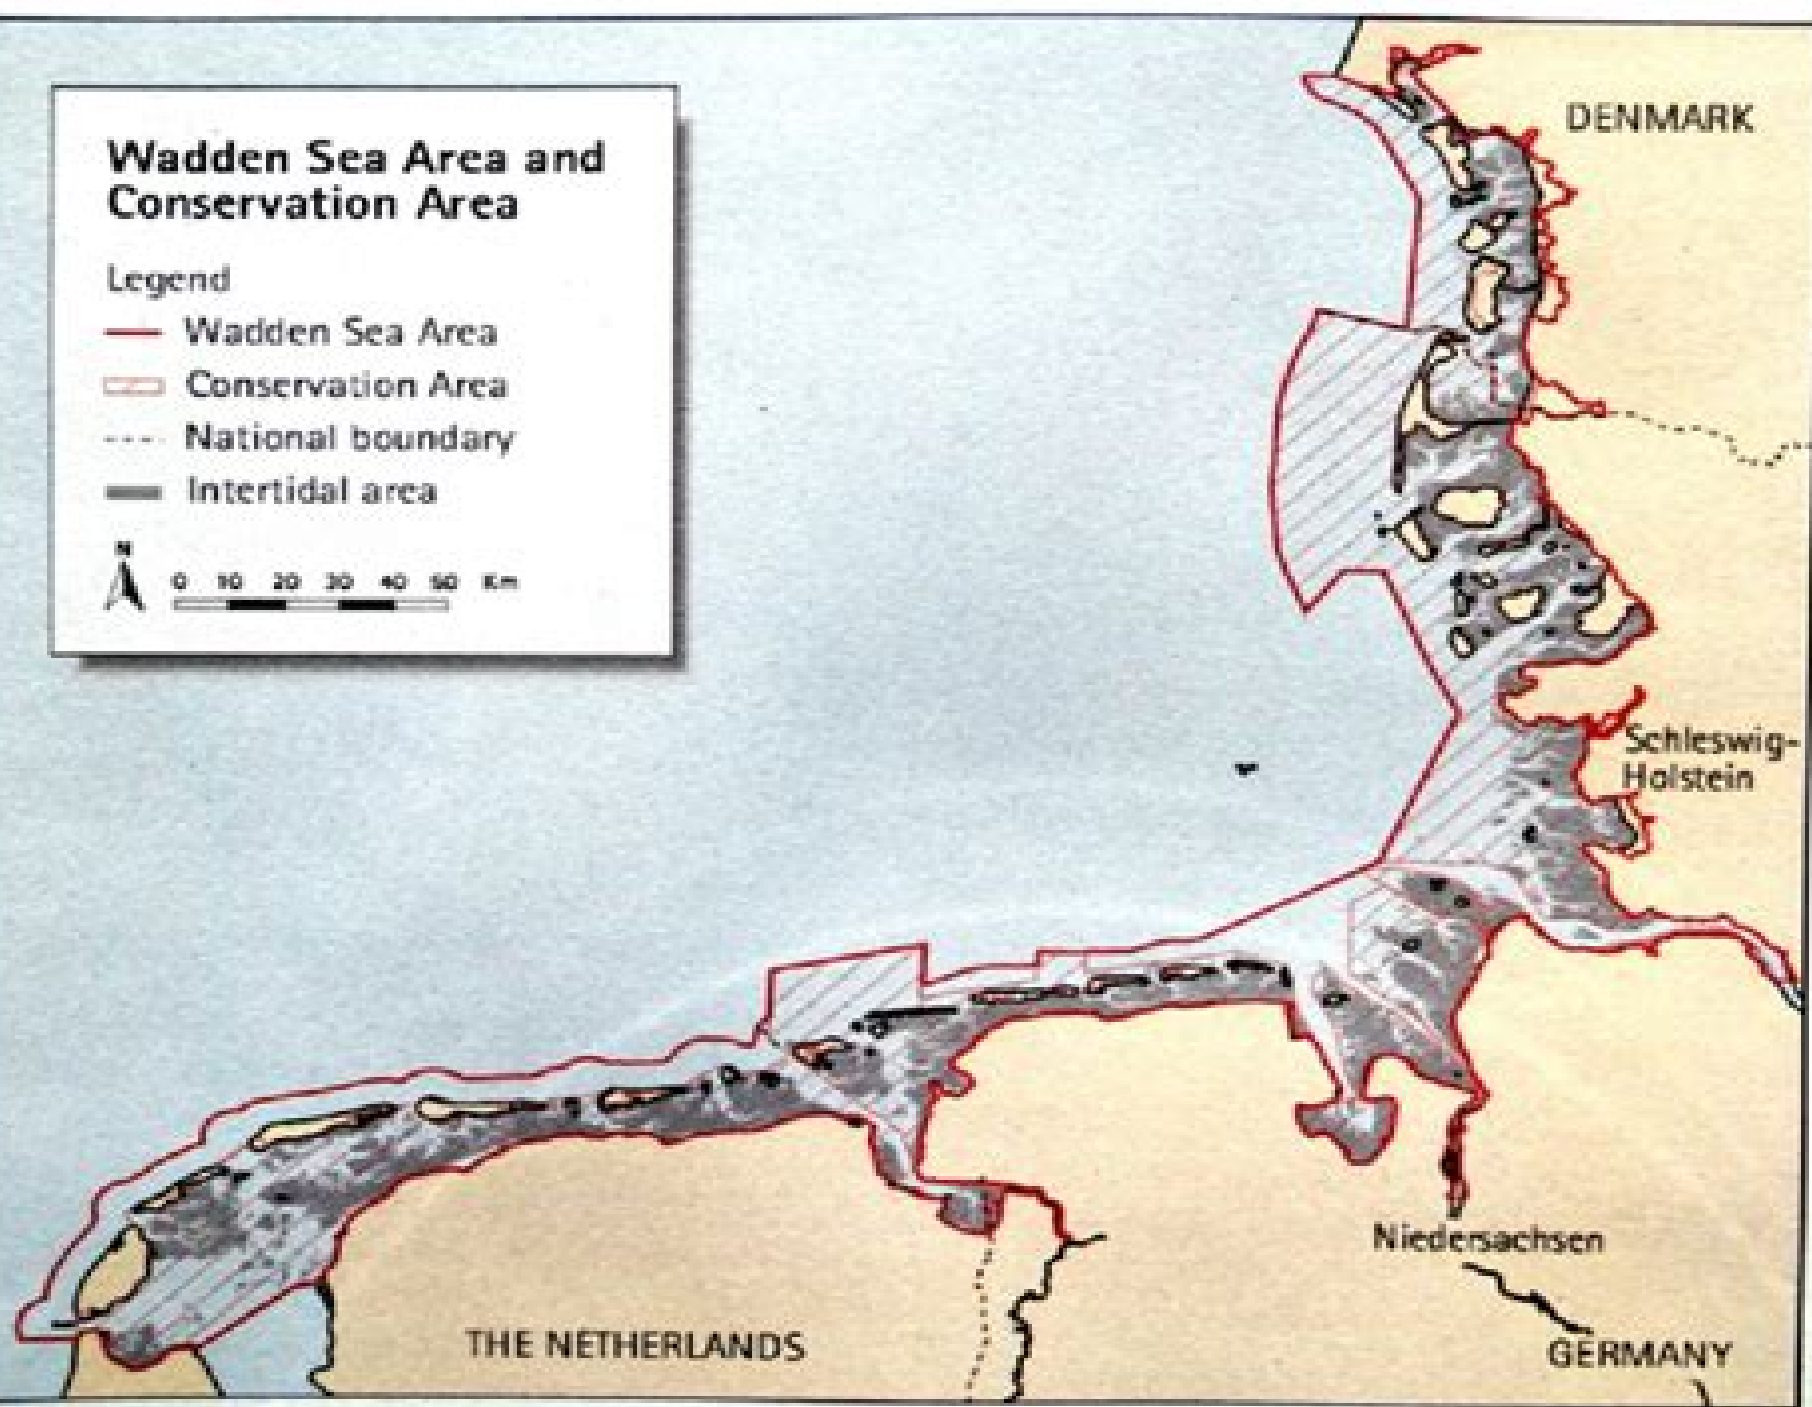 Wadden Sea Area and
Conservation Area
Legend
Wadden Sea Area
Conservation Area
National boundary
Intertidal area
N
0 10 20 30 40 50 Km
DENMARK
Schleswig-
Holstein
Niedersachsen
THE NETHERLANDS
GERMANY